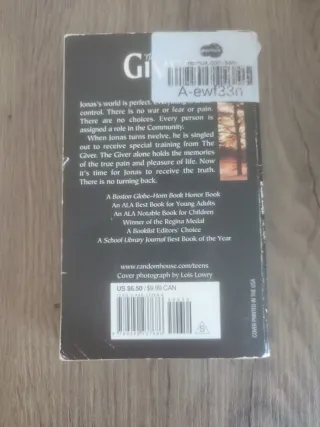 GIVE
A-ewf33n
Jonas's world is perfect. Everything is
control. There is no war or fear or pain.
There are no choices. Every person is
assigned a role in the Community.
When Jonas turns twelve, he is singled
out to receive special training from The
Giver. The Giver alone holds the memories
of the true pain and pleasure of life. Now
it's time for Jonas to receive the truth.
There is no turning back.
A Boston Globe–Horn Book Honor Book
An ALA Best Book for Young Adults
An ALA Notable Book for Children
Winner of the Regina Medal
A Booklist Editors' Choice
A School Library Journal Best Book of the Year
www.randomhouse.com/teens
Cover photograph by Lois Lowry
US $6.50 / $9.99 CAN
S
COVER PRINTED IN THE USA